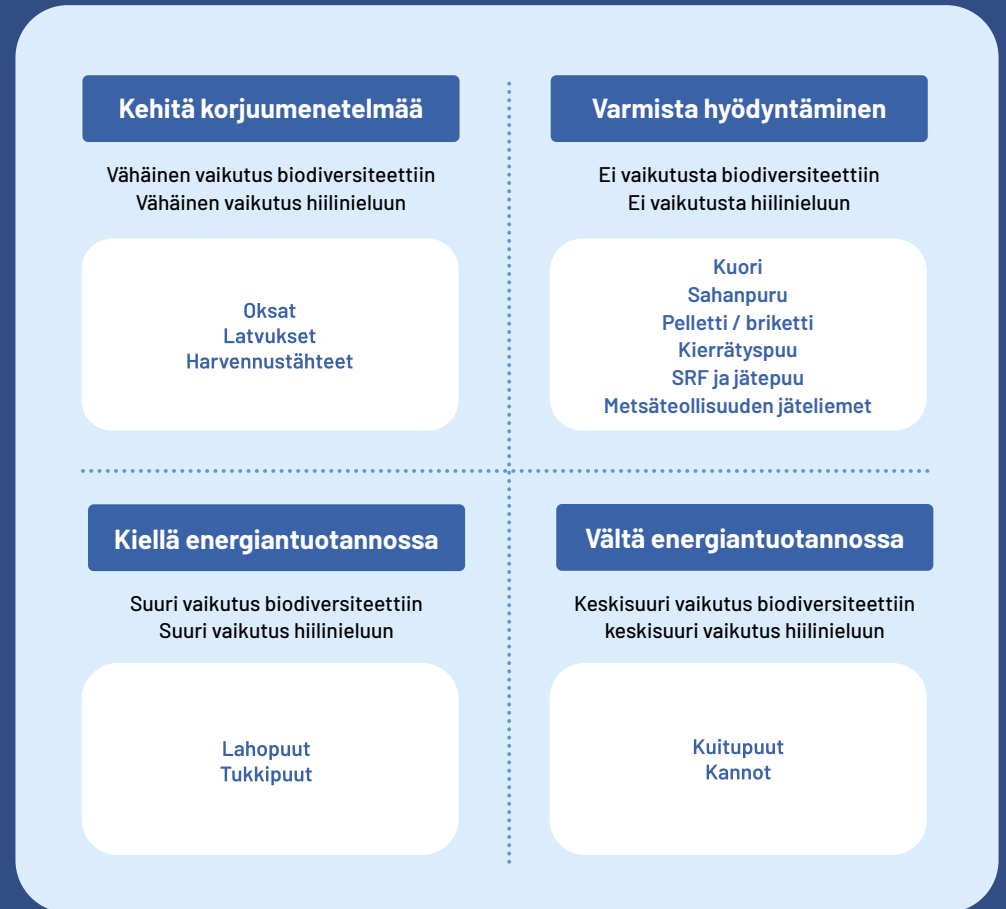 Kehitä korjuumenetelmää
Vähäinen vaikutus biodiversiteettiin
Vähäinen vaikutus hiilinieluun
Oksat
Latvukset
Harvennustähteet
Varmista hyödyntäminen
Ei vaikutusta biodiversiteettiin
Ei vaikutusta hiilinieluun
Kuori
Sahanpuru
Pelletti / briketti
Kierrätyspuu
SRF ja jätepuu
Metsäteollisuuden jäteliemet
Kiellä energiantuotannossa
Suuri vaikutus biodiversiteettiin
Suuri vaikutus hiilinieluun
Lahopuut
Tukkipuut
Vältä energiantuotannossa
Keskisuuri vaikutus biodiversiteettiin
keskisuuri vaikutus hiilinieluun
Kuitupuut
Kannot